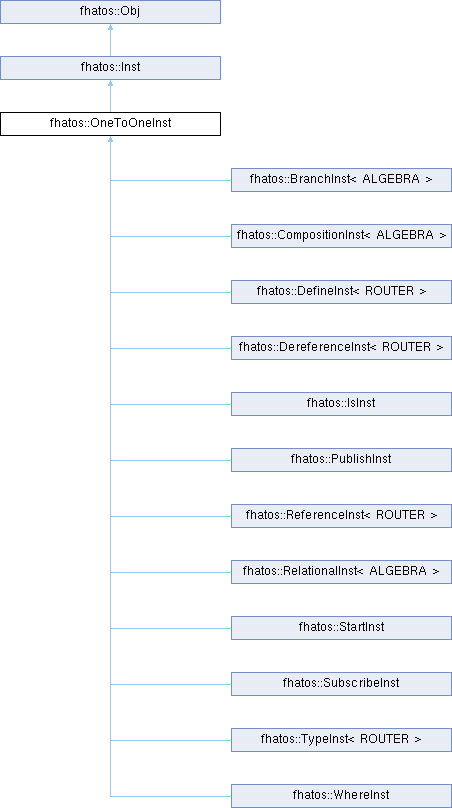 fhatos::Obj
fhatos::Inst
fhatos::OneToOneInst
fhatos::BranchInst< ALGEBRA >
fhatos::CompositionInst< ALGEBRA >
fhatos::DefineInst< ROUTER >
fhatos::DereferenceInst< ROUTER >
fhatos::IsInst
fhatos::PublishInst
fhatos::ReferenceInst< ROUTER >
fhatos::RelationalInst< ALGEBRA >
fhatos::StartInst
fhatos::SubscribeInst
fhatos::TypeInst< ROUTER >
fhatos::WhereInst